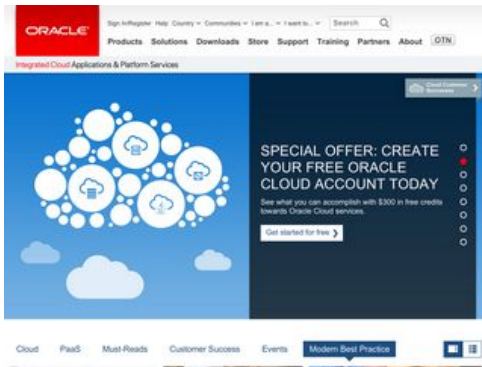 ORACLE
Sign In/Register Help Country Communities I am a... I want to... Search
Products Solutions Downloads Store Support Training Partners About OTN
Integrated Cloud Applications & Platform Services
Cloud Customer Successes
SPECIAL OFFER: CREATE
YOUR FREE ORACLE
CLOUD ACCOUNT TODAY
See what you can accomplish with $300 in free credits
towards Oracle Cloud services.
Get started for free
Cloud PaaS Must-Reads Customer Success Events Modern Best Practice